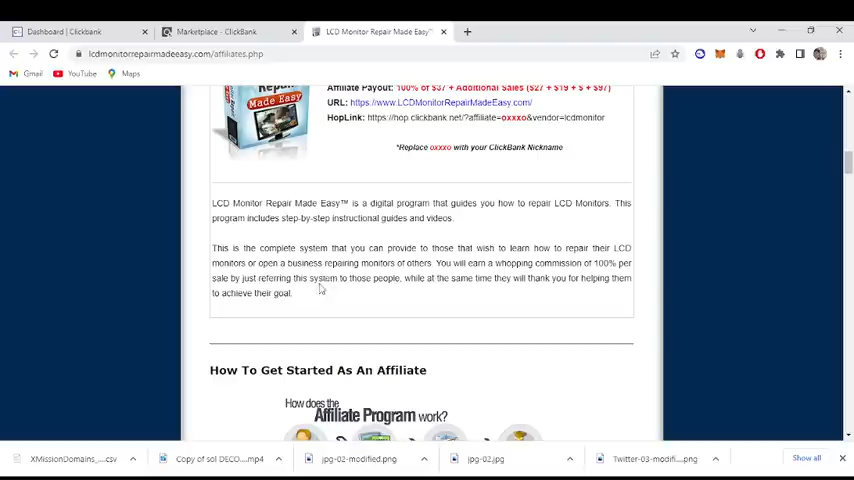 Dashboard | Clickbank
Marketplace - ClickBank
LCD Monitor Repair Made Easy™
lcdmonitorrepairmadeeasy.com/affiliates.php
Gmail
YouTube
Maps
Repair
Made Easy
Affiliate Payout: 100% of $37 + Additional Sales ($27 + $19 + $ + $97)
URL: https://www.LCDMonitorRepairMadeEasy.com/
HopLink: https://hop.clickbank.net/?affiliate=oxxxo&vendor=lcdmonitor
*Replace oxxxo with your ClickBank Nickname
LCD Monitor Repair Made Easy™ is a digital program that guides you how to repair LCD Monitors. This
program includes step-by-step instructional guides and videos.
This is the complete system that you can provide to those that wish to learn how to repair their LCD
monitors or open a business repairing monitors of others. You will earn a whopping commission of 100% per
sale by just referring this system to those people, while at the same time they will thank you for helping them
to achieve their goal.
How To Get Started As An Affiliate
How does the
Affiliate Program work?
XMissionDomains_....csv
Copy of sol DECO....mp4
jpg-02-modified.png
jpg-02.jpg
Twitter-03-modifi....png
Show all